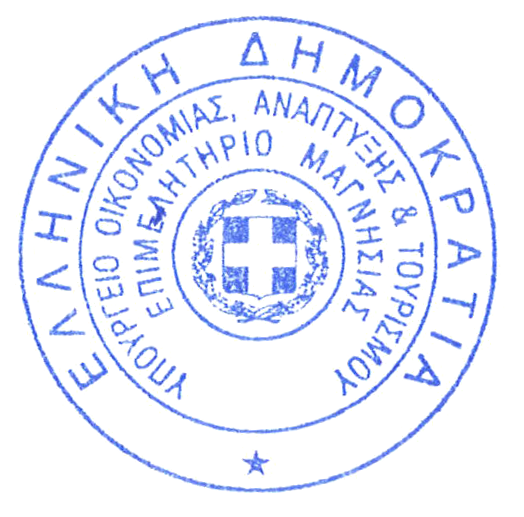 ΕΛΛΗΝΙΚΗ ΔΗΜΟΚΡΑΤΙΑ
ΥΠΟΥΡΓΕΙΟ ΟΙΚΟΝΟΜΙΑΣ, ΑΝΑΠΤΥΞΗΣ & ΤΟΥΡΙΣΜΟΥ
ΕΠΙΜΕΛΗΤΗΡΙΟ ΜΑΓΝΗΣΙΑΣ